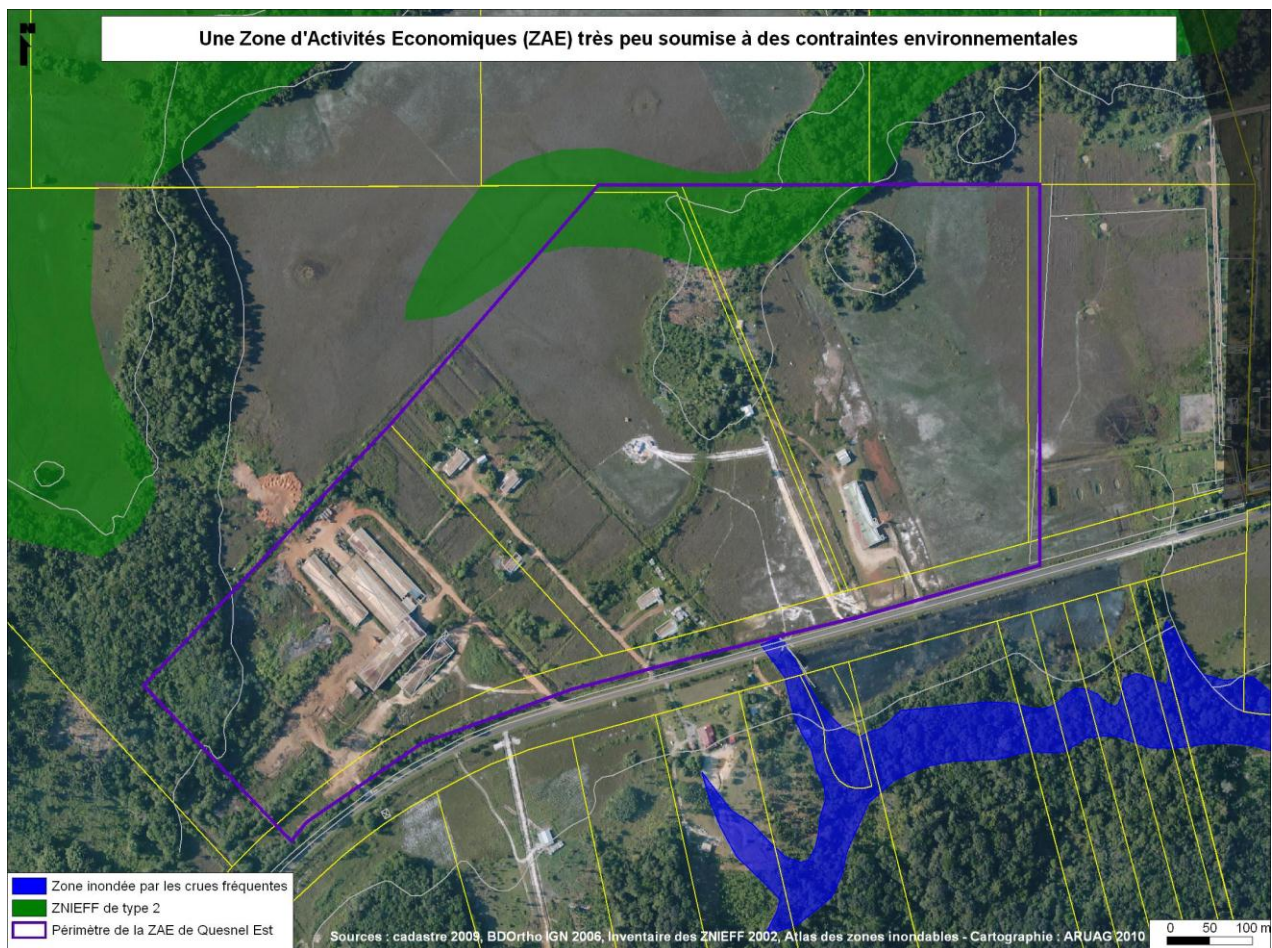 Une Zone d'Activités Economiques (ZAE) très peu soumise à des contraintes environnementales
Zone inondée par les crues fréquentes
ZNIEFF de type 2
Périmètre de la ZAE de Quesnel Est
Sources : cadastre 2009, BDOrtho IGN 2006, Inventaire des ZNIEFF 2002, Atlas des zones inondables - Cartographie : ARUAG 2010
0 50 100 m